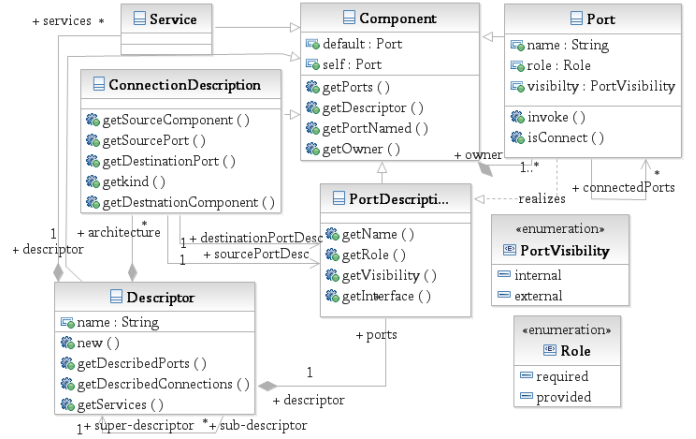 + services *
Service
Component
default : Port
self : Port
getPorts ( )
getDescriptor ( )
getPortNamed ( )
getOwner ( )
Port
name : String
role : Role
visibilty : PortVisibility
invoke ( )
isConnect ( )
ConnectionDescription
getSourceComponent ( )
getSourcePort ( )
getDestinationPort ( )
getkind ( )
getDestnationComponent ( )
+ owner
1..*
*
+ connectedPorts
realizes
PortDescripti...
getName ( )
getRole ( )
getVisibility ( )
getInterface ( )
*
1
+ descriptor
*
+ architecture
1
+ destinationPortDesc
1
+ sourcePortDesc
«enumeration»
PortVisibility
internal
external
Descriptor
name : String
new ( )
getDescribedPorts ( )
getDescribedConnections ( )
getServices ( )
+ ports
1
+ descriptor
«enumeration»
Role
required
provided
1
+ super-descriptor
*
+ sub-descriptor